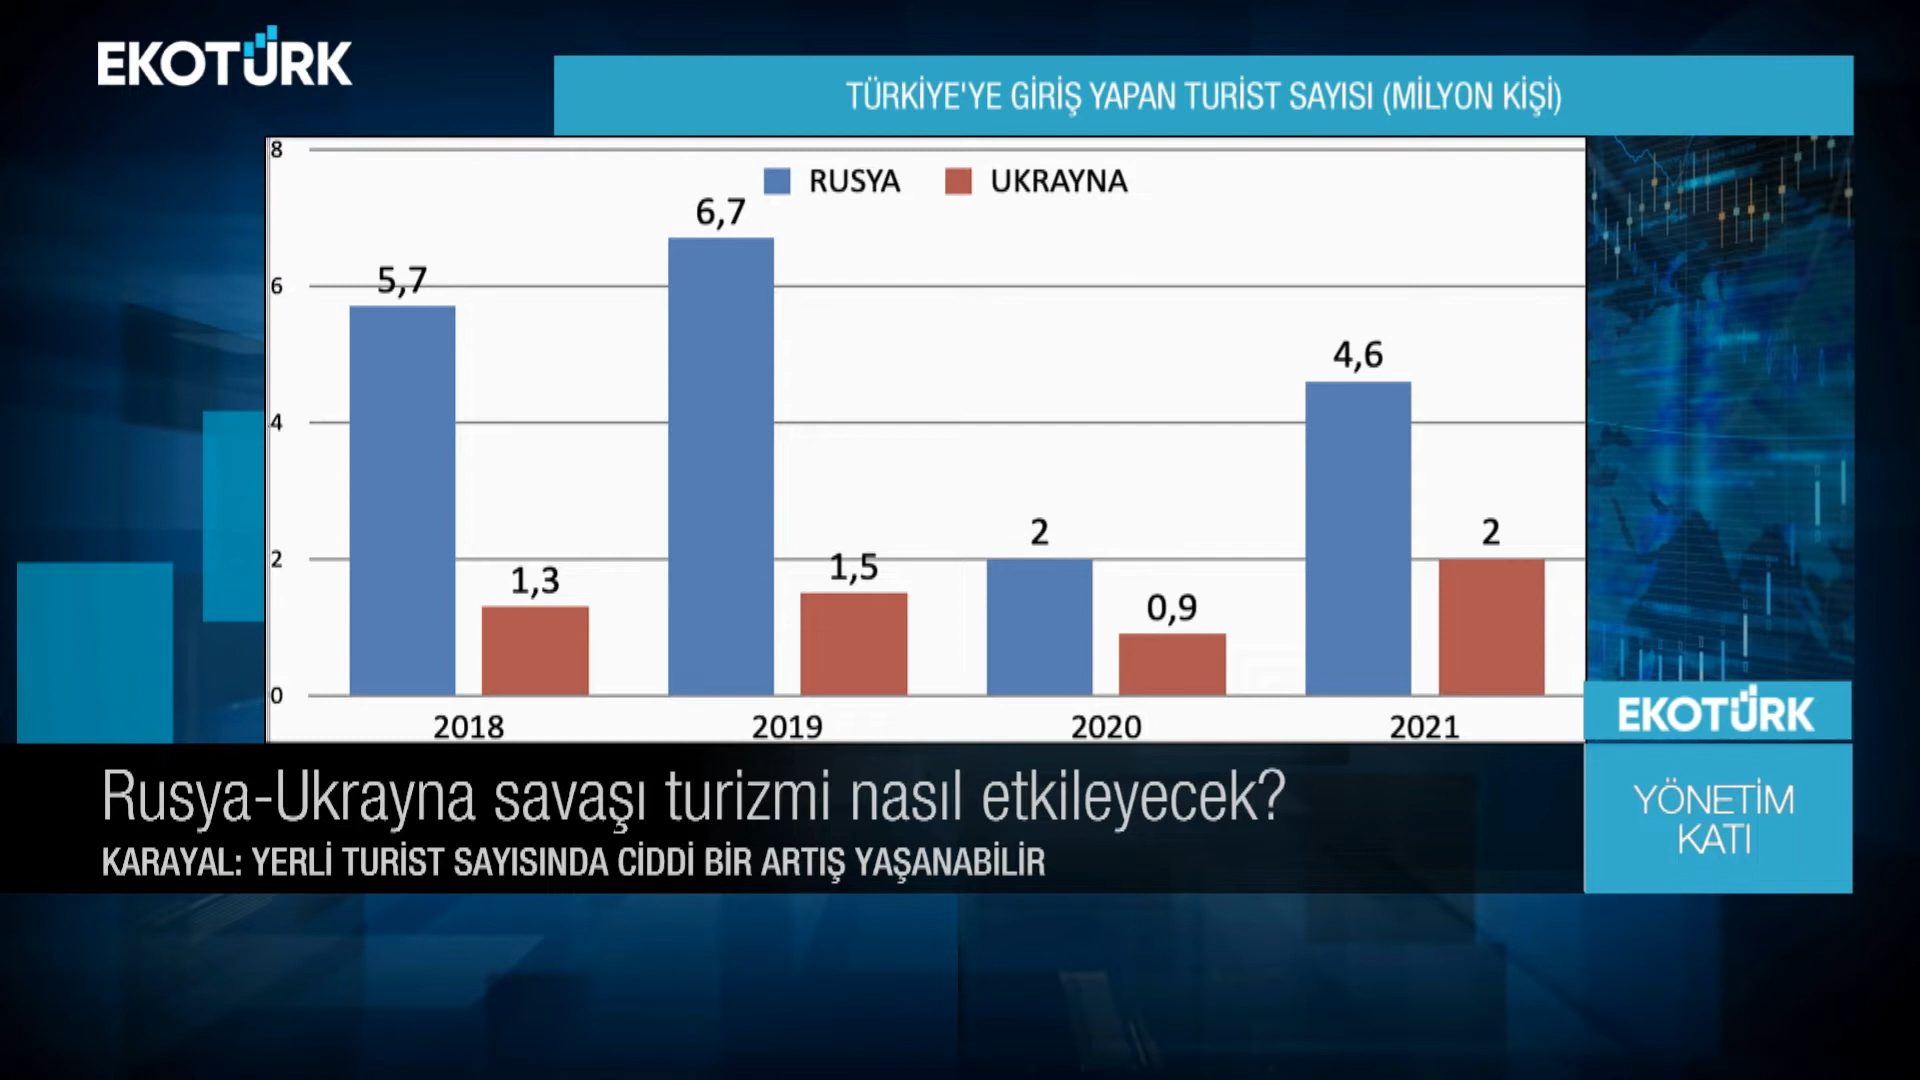 EKOTÜRK
TÜRKİYE'YE GİRİŞ YAPAN TURİST SAYISI (MİLYON KİŞİ)
8
RUSYA UKRAYNA
6,7
5,7
6
4,6
4
2
2
2
1,5
1,3
0,9
0
2018 2019 2020 2021
EKOTÜRK
Rusya-Ukrayna savaşı turizmi nasıl etkileyecek?
KARAYAL: YERLİ TURİST SAYISINDA CİDDİ BİR ARTIŞ YAŞANABİLİR
YÖNETİM
KATI